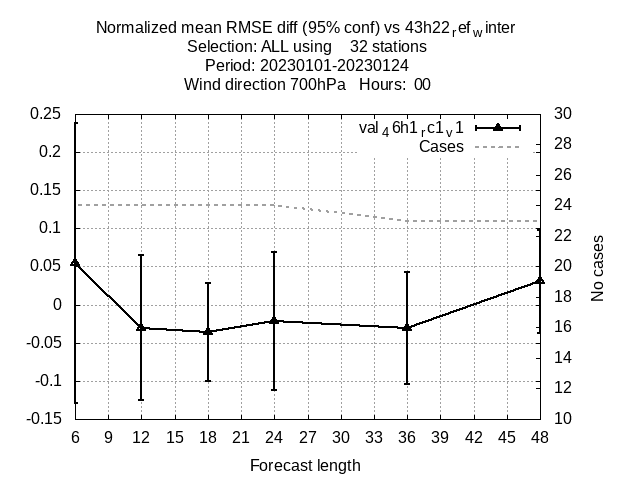 Normalized mean RMSE diff (95% conf) vs 43h22ref winter
Selection: ALL using 32 stations
Period: 20230101-20230124
Wind direction 700hPa Hours: 00
val46h1rc1v1
Cases
0.25
0.2
0.15
0.1
0.05
0
-0.05
-0.1
-0.15
30
28
26
24
22
20
18
16
14
12
10
No cases
6 9 12 15 18 21 24 27 30 33 36 39 42 45 48
Forecast length